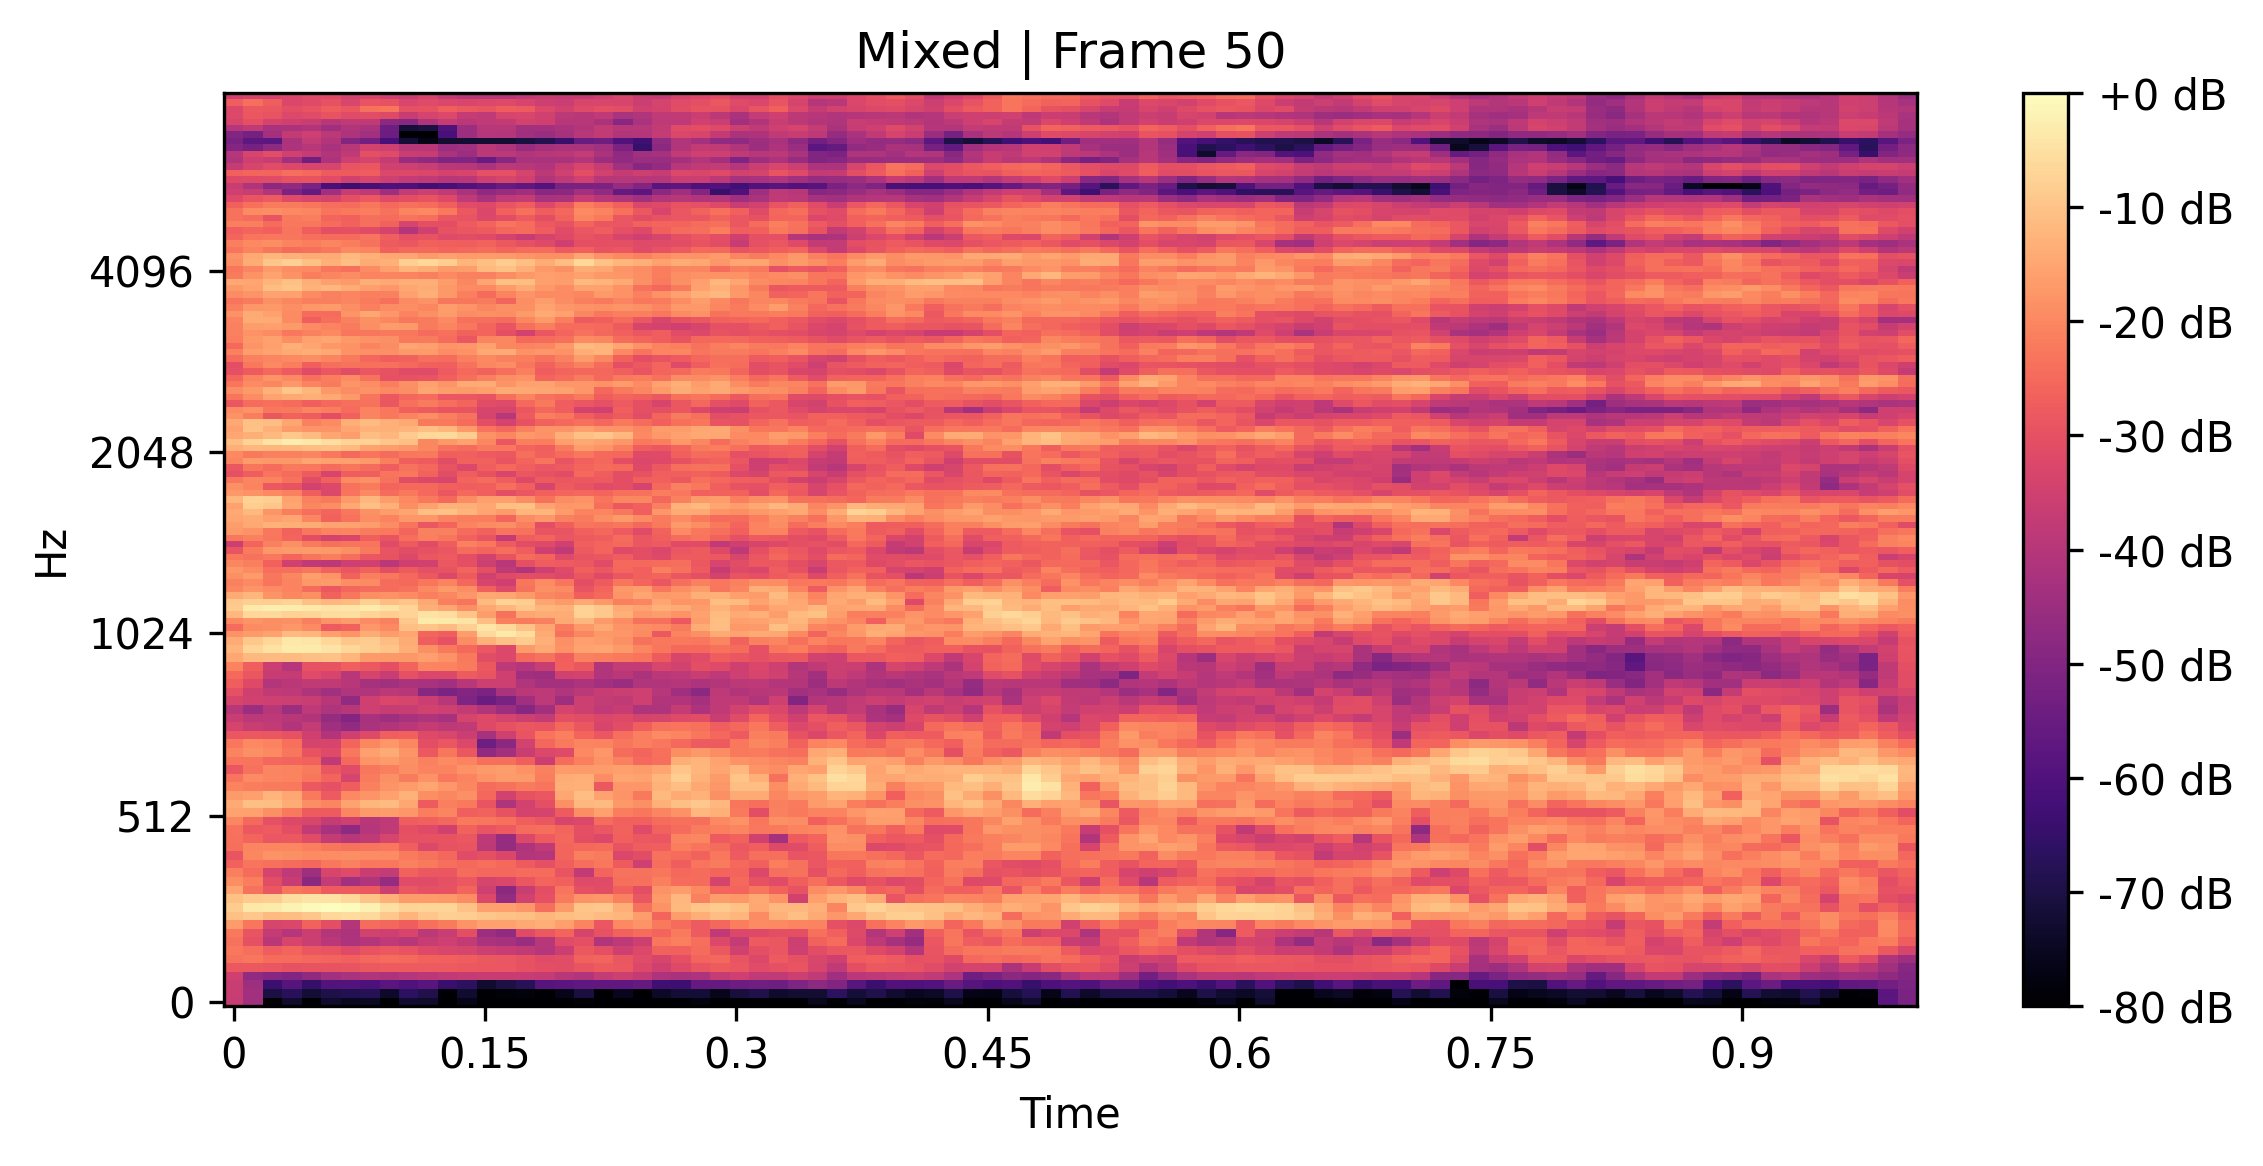 Mixed | Frame 50
Hz
4096
2048
1024
512
0
0 0.15 0.3 0.45 0.6 0.75 0.9
Time
+0 dB
-10 dB
-20 dB
-30 dB
-40 dB
-50 dB
-60 dB
-70 dB
-80 dB